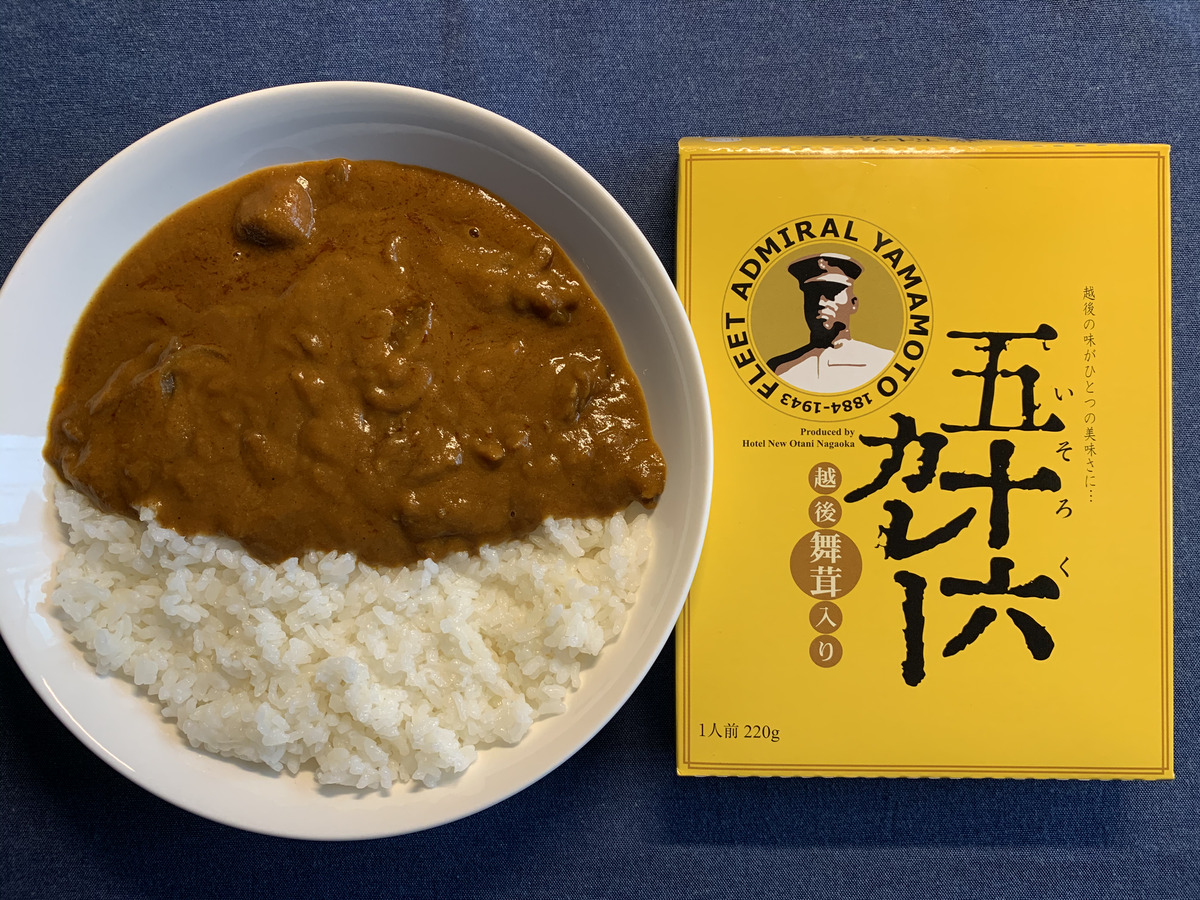 FLEET ADMIRAL YAMAMOTO 1884-1943
Produced by
Hotel New Otani Nagaoka
越後の味がひとつの美味さに…
五十六
いそろく
カレー
越後舞茸入り
1人前 220g